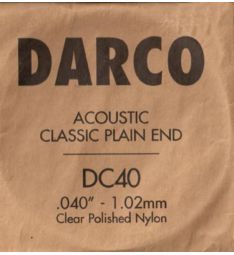 DARCO
ACOUSTIC
CLASSIC PLAIN END
DC40
.040" - 1.02mm
Clear Polished Nylon